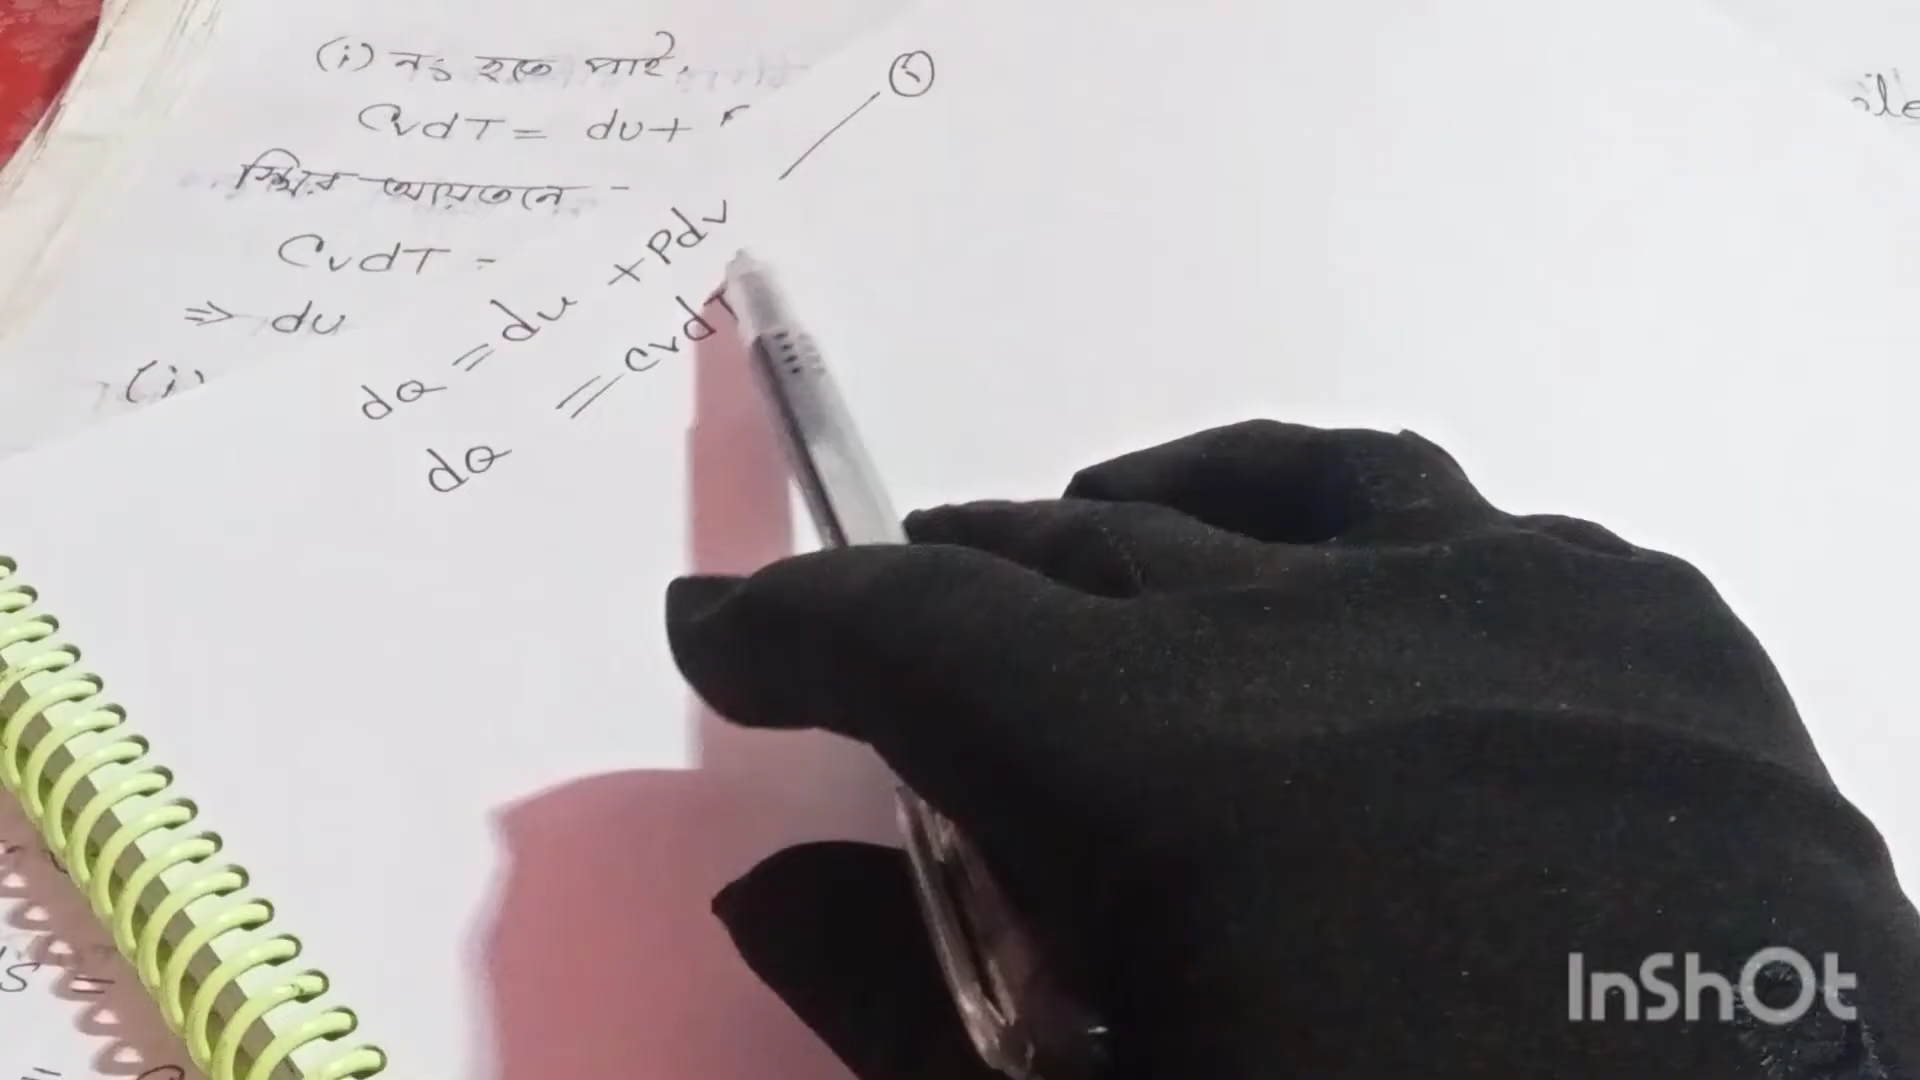 (i) নং হতে পাই,
CvdT = du +
স্থির আয়তনে -
CvdT =
⇒ du
(i)
dQ = du + Pdv
dQ = CvdT
InShOt